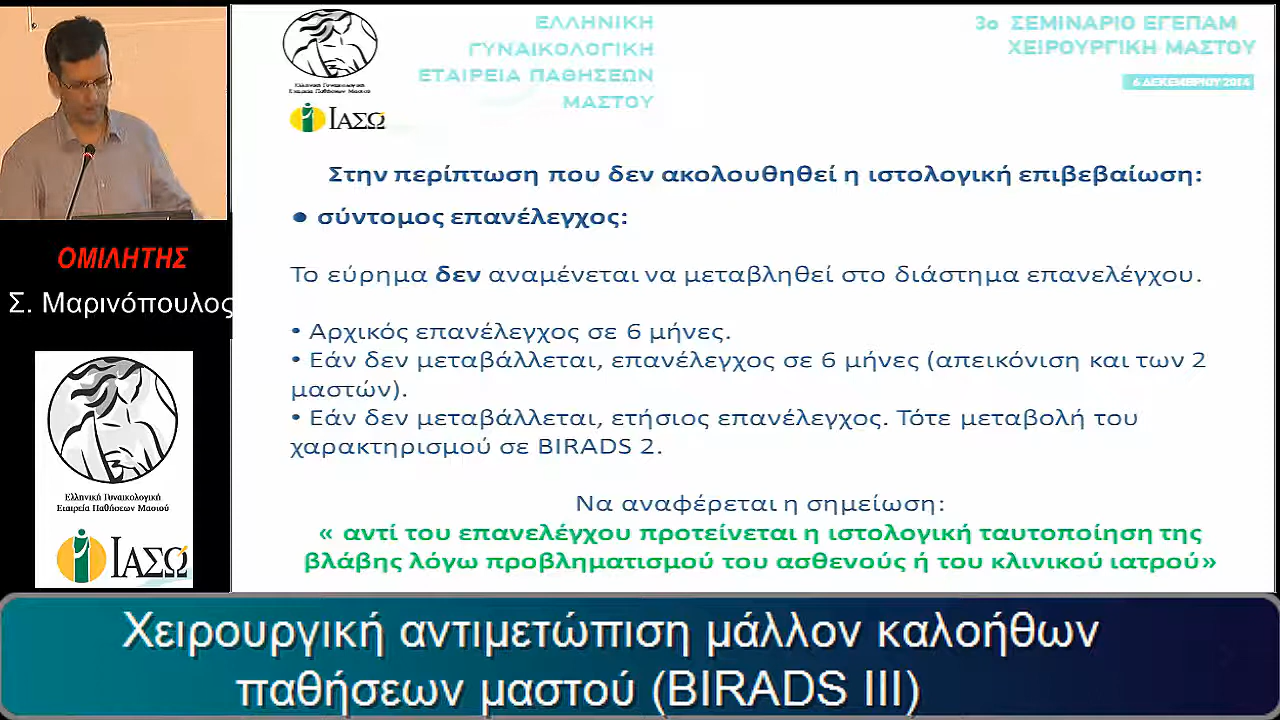 ΕΛΛΗΝΙΚΗ
ΓΥΝΑΙΚΟΛΟΓΙΚΗ
ΕΤΑΙΡΕΙΑ ΠΑΘΗΣΕΩΝ
ΜΑΣΤΟΥ
3ο ΣΕΜΙΝΑΡΙΟ ΕΓΕΠΑΜ
ΧΕΙΡΟΥΡΓΙΚΗ ΜΑΣΤΟΥ
6 ΔΕΚΕΜΒΡΙΟΥ 2014
Ελληνική Γυναικολογική
Εταιρεία Παθήσεων Μαστού
ΙΑΣΩ
Στην περίπτωση που δεν ακολουθηθεί η ιστολογική επιβεβαίωση:
● σύντομος επανέλεγχος:
Το εύρημα δεν αναμένεται να μεταβληθεί στο διάστημα επανελέγχου.
• Αρχικός επανέλεγχος σε 6 μήνες.
• Εάν δεν μεταβάλλεται, επανέλεγχος σε 6 μήνες (απεικόνιση και των 2
μαστών).
• Εάν δεν μεταβάλλεται, ετήσιος επανέλεγχος. Τότε μεταβολή του
χαρακτηρισμού σε BIRADS 2.
Να αναφέρεται η σημείωση:
« αντί του επανελέγχου προτείνεται η ιστολογική ταυτοποίηση της
βλάβης λόγω προβληματισμού του ασθενούς ή του κλινικού ιατρού»
ΟΜΙΛΗΤΗΣ
Σ. Μαρινόπουλος
Ελληνική Γυναικολογική
Εταιρεία Παθήσεων Μαστού
ΙΑΣΩ
Χειρουργική αντιμετώπιση μάλλον καλοήθων
παθήσεων μαστού (BIRADS III)